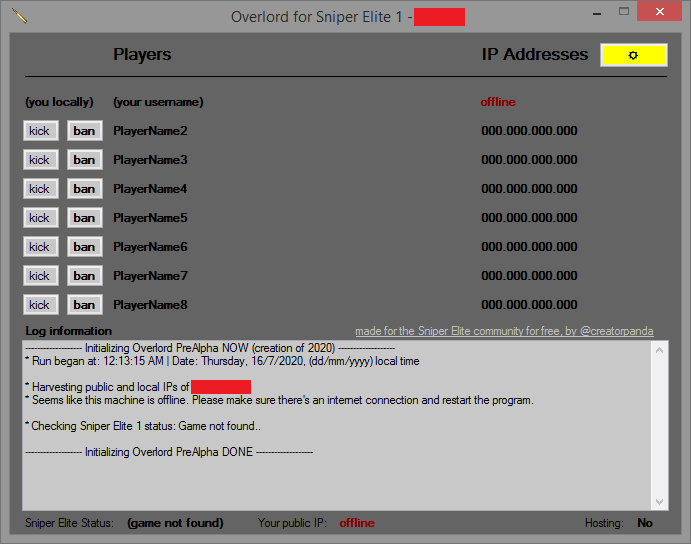 Overlord for Sniper Elite 1 -
Players IP Addresses
(you locally) (your username) offline
kick ban PlayerName2 000.000.000.000
kick ban PlayerName3 000.000.000.000
kick ban PlayerName4 000.000.000.000
kick ban PlayerName5 000.000.000.000
kick ban PlayerName6 000.000.000.000
kick ban PlayerName7 000.000.000.000
kick ban PlayerName8 000.000.000.000
Log information made for the Sniper Elite community for free, by @creatorpanda
------------------- Initializing Overlord PreAlpha NOW (creation of 2020) -------------------
* Run began at: 12:13:15 AM | Date: Thursday, 16/7/2020, (dd/mm/yyyy) local time
* Harvesting public and local IPs of
* Seems like this machine is offline. Please make sure there's an internet connection and restart the program.
* Checking Sniper Elite 1 status: Game not found..
------------------- Initializing Overlord PreAlpha DONE -------------------
Sniper Elite Status: (game not found) Your public IP: offline Hosting: No